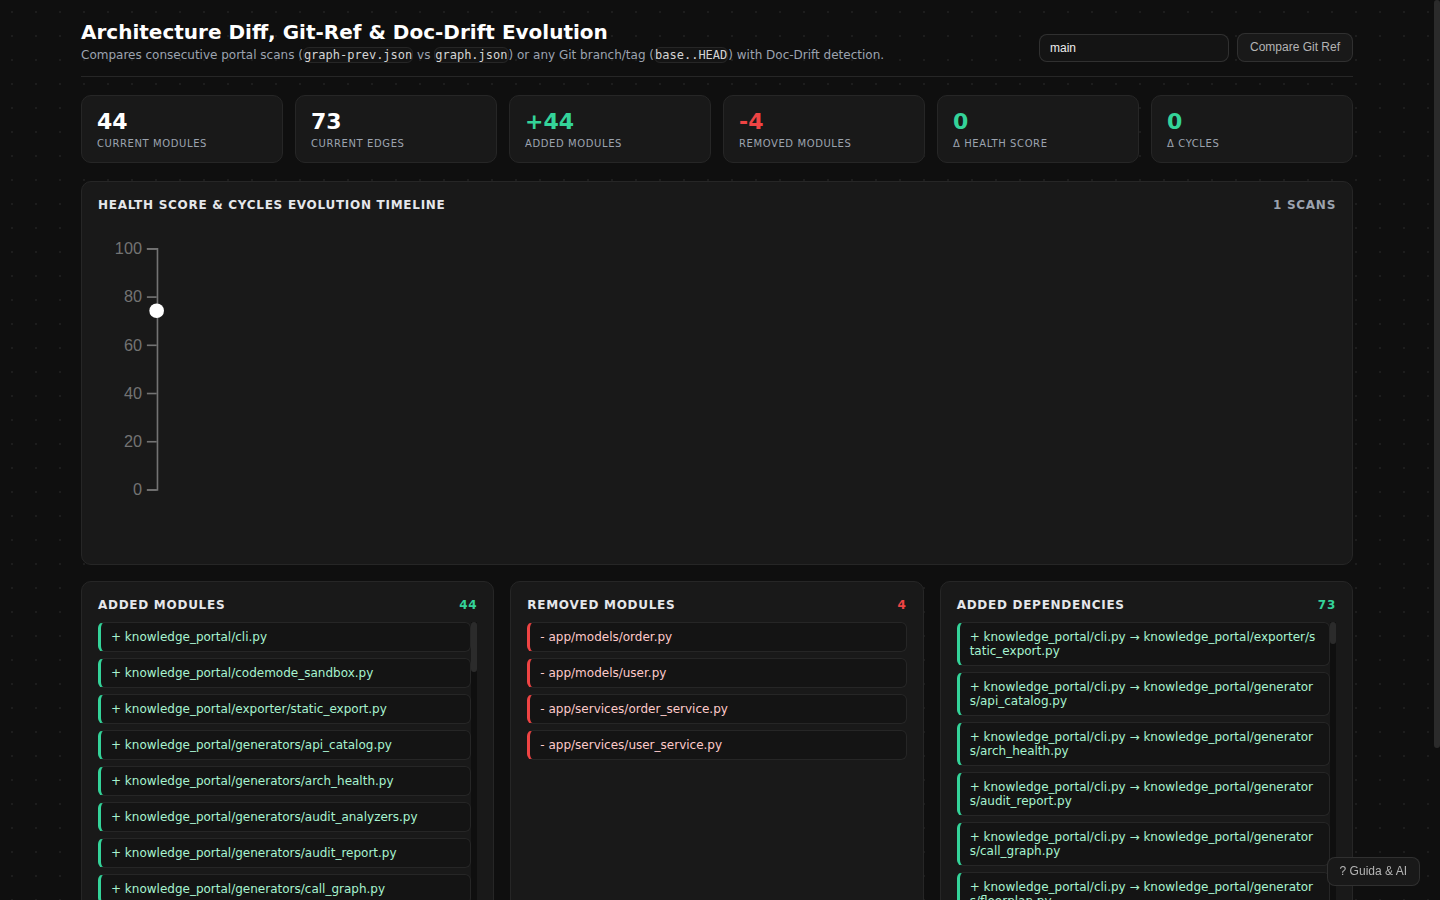 Architecture Diff, Git-Ref & Doc-Drift Evolution
Compares consecutive portal scans (graph-prev.json vs graph.json) or any Git branch/tag (base..HEAD) with Doc-Drift detection.
main
Compare Git Ref
44
CURRENT MODULES
73
CURRENT EDGES
+44
ADDED MODULES
-4
REMOVED MODULES
0
Δ HEALTH SCORE
0
Δ CYCLES
HEALTH SCORE & CYCLES EVOLUTION TIMELINE
1 SCANS
100
80
60
40
20
0
ADDED MODULES
44
+ knowledge_portal/cli.py
+ knowledge_portal/codemode_sandbox.py
+ knowledge_portal/exporter/static_export.py
+ knowledge_portal/generators/api_catalog.py
+ knowledge_portal/generators/arch_health.py
+ knowledge_portal/generators/audit_analyzers.py
+ knowledge_portal/generators/audit_report.py
+ knowledge_portal/generators/call_graph.py
REMOVED MODULES
4
- app/models/order.py
- app/models/user.py
- app/services/order_service.py
- app/services/user_service.py
ADDED DEPENDENCIES
73
+ knowledge_portal/cli.py → knowledge_portal/exporter/s
tatic_export.py
+ knowledge_portal/cli.py → knowledge_portal/generator
s/api_catalog.py
+ knowledge_portal/cli.py → knowledge_portal/generator
s/arch_health.py
+ knowledge_portal/cli.py → knowledge_portal/generator
s/audit_report.py
+ knowledge_portal/cli.py → knowledge_portal/generator
s/call_graph.py
+ knowledge_portal/cli.py → knowledge_portal/generator
s/floorplan.py
? Guida & AI